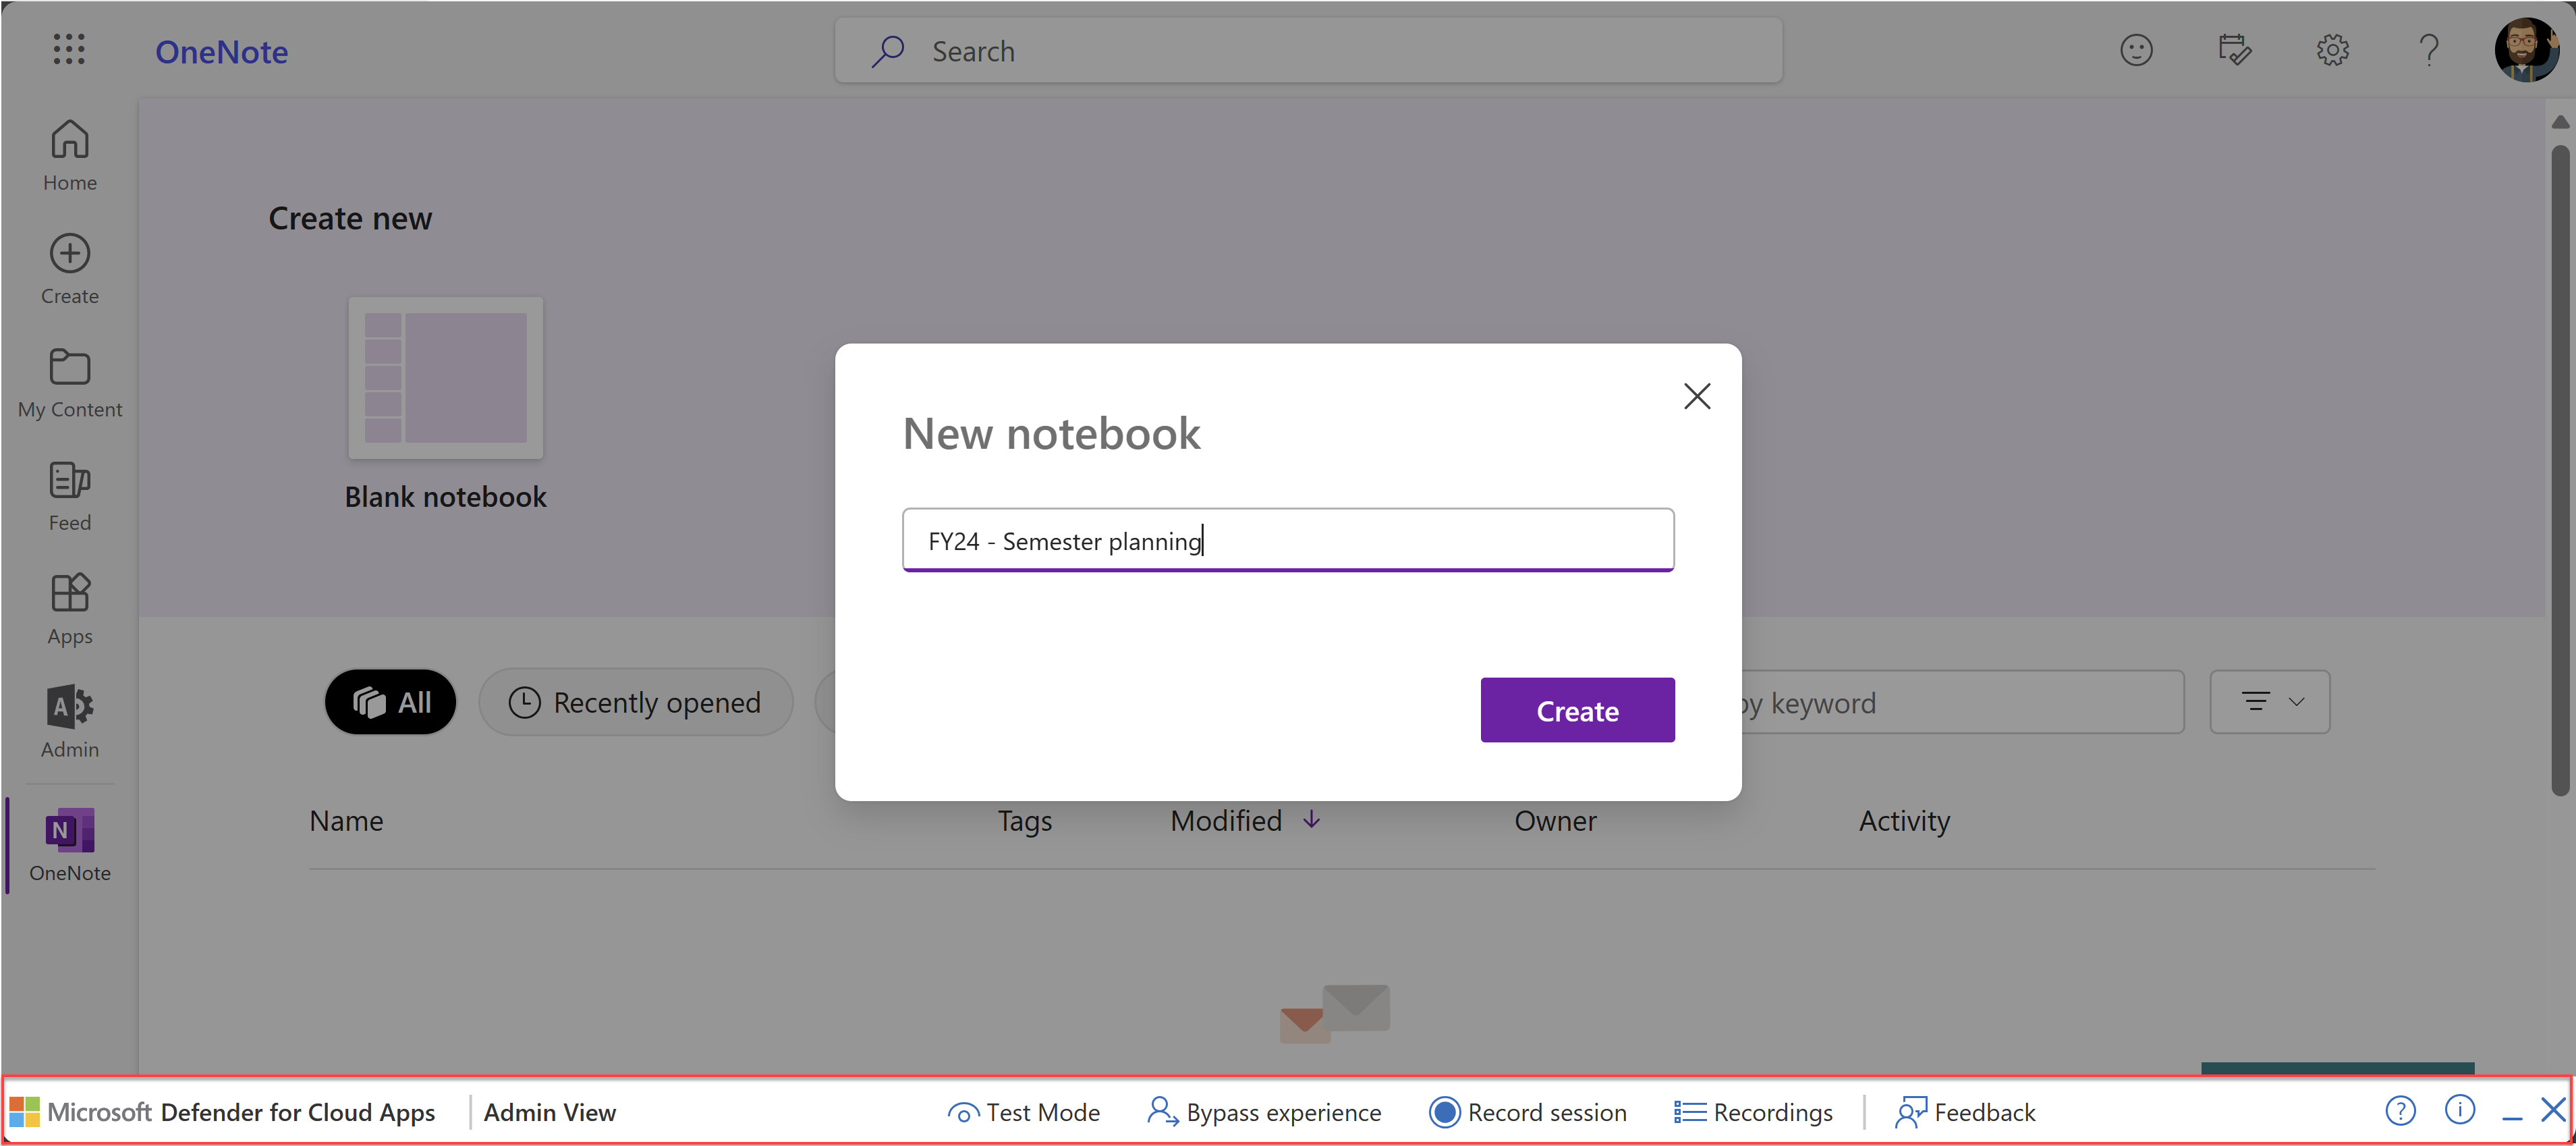 OneNote
Search
Home
Create
My Content
Feed
Apps
Admin
OneNote
Create new
Blank notebook
New notebook
FY24 - Semester planning
Create
All
Recently opened
by keyword
Name
Tags
Modified
Owner
Activity
Microsoft Defender for Cloud Apps
Admin View
Test Mode
Bypass experience
Record session
Recordings
Feedback